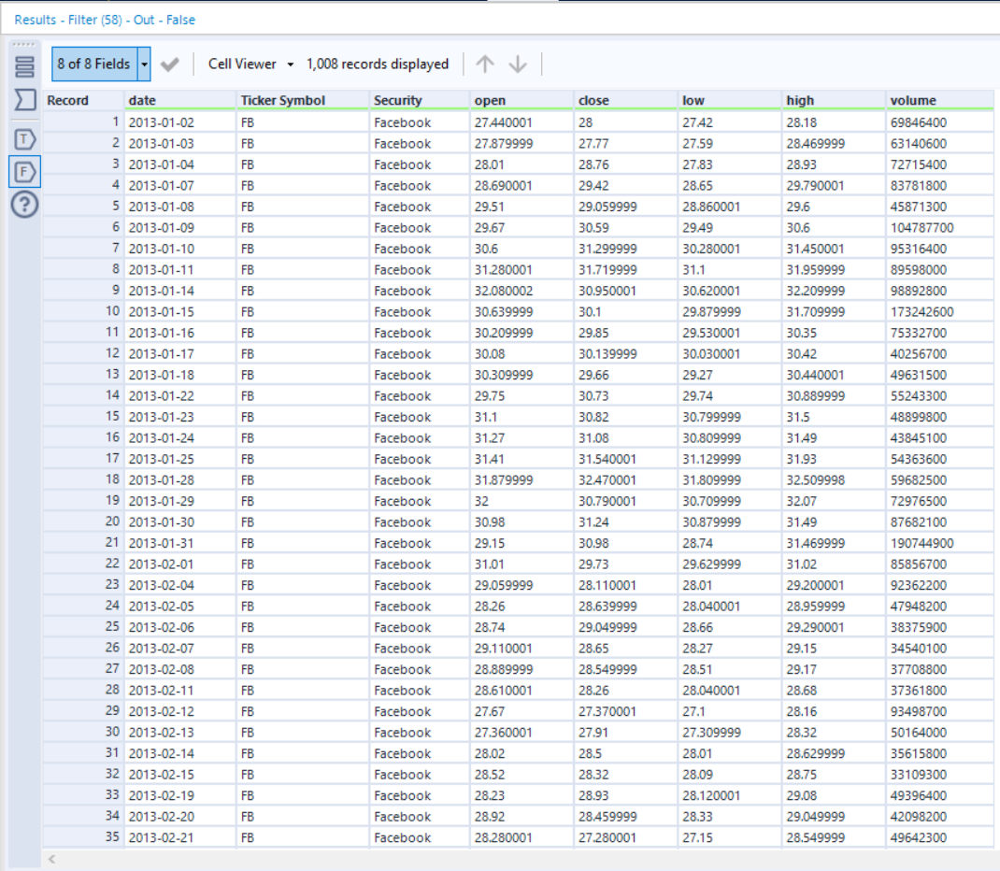 Results - Filter (58) - Out - False
8 of 8 Fields Cell Viewer 1,008 records displayed
Record date Ticker Symbol Security open close low high volume
1 2013-01-02 FB Facebook 27.440001 28 27.42 28.18 69846400
T 2 2013-01-03 FB Facebook 27.879999 27.77 27.59 28.469999 63140600
3 2013-01-04 FB Facebook 28.01 28.76 27.83 28.93 72715400
F 4 2013-01-07 FB Facebook 28.690001 29.42 28.65 29.790001 83781800
? 5 2013-01-08 FB Facebook 29.51 29.059999 28.860001 29.6 45871300
6 2013-01-09 FB Facebook 29.67 30.59 29.49 30.6 104787700
7 2013-01-10 FB Facebook 30.6 31.299999 30.280001 31.450001 95316400
8 2013-01-11 FB Facebook 31.280001 31.719999 31.1 31.959999 89598000
9 2013-01-14 FB Facebook 32.080002 30.950001 30.620001 32.209999 98892800
10 2013-01-15 FB Facebook 30.639999 30.1 29.879999 31.709999 173242600
11 2013-01-16 FB Facebook 30.209999 29.85 29.530001 30.35 75332700
12 2013-01-17 FB Facebook 30.08 30.139999 30.030001 30.42 40256700
13 2013-01-18 FB Facebook 30.309999 29.66 29.27 30.440001 49631500
14 2013-01-22 FB Facebook 29.75 30.73 29.74 30.889999 55243300
15 2013-01-23 FB Facebook 31.1 30.82 30.799999 31.5 48899800
16 2013-01-24 FB Facebook 31.27 31.08 30.809999 31.49 43845100
17 2013-01-25 FB Facebook 31.41 31.540001 31.129999 31.93 54363600
18 2013-01-28 FB Facebook 31.879999 32.470001 31.809999 32.509998 59682500
19 2013-01-29 FB Facebook 32 30.790001 30.709999 32.07 72976500
20 2013-01-30 FB Facebook 30.98 31.24 30.879999 31.49 87682100
21 2013-01-31 FB Facebook 29.15 30.98 28.74 31.469999 190744900
22 2013-02-01 FB Facebook 31.01 29.73 29.629999 31.02 85856700
23 2013-02-04 FB Facebook 29.059999 28.110001 28.01 29.200001 92362200
24 2013-02-05 FB Facebook 28.26 28.639999 28.040001 28.959999 47948200
25 2013-02-06 FB Facebook 28.74 29.049999 28.66 29.290001 38375900
26 2013-02-07 FB Facebook 29.110001 28.65 28.27 29.15 34540100
27 2013-02-08 FB Facebook 28.889999 28.549999 28.51 29.17 37708800
28 2013-02-11 FB Facebook 28.610001 28.26 28.040001 28.68 37361800
29 2013-02-12 FB Facebook 27.67 27.370001 27.1 28.16 93498700
30 2013-02-13 FB Facebook 27.360001 27.91 27.309999 28.32 50164000
31 2013-02-14 FB Facebook 28.02 28.5 28.01 28.629999 35615800
32 2013-02-15 FB Facebook 28.52 28.32 28.09 28.75 33109300
33 2013-02-19 FB Facebook 28.23 28.93 28.120001 29.08 49396400
34 2013-02-20 FB Facebook 28.92 28.459999 28.33 29.049999 42098200
35 2013-02-21 FB Facebook 28.280001 27.280001 27.15 28.549999 49642300